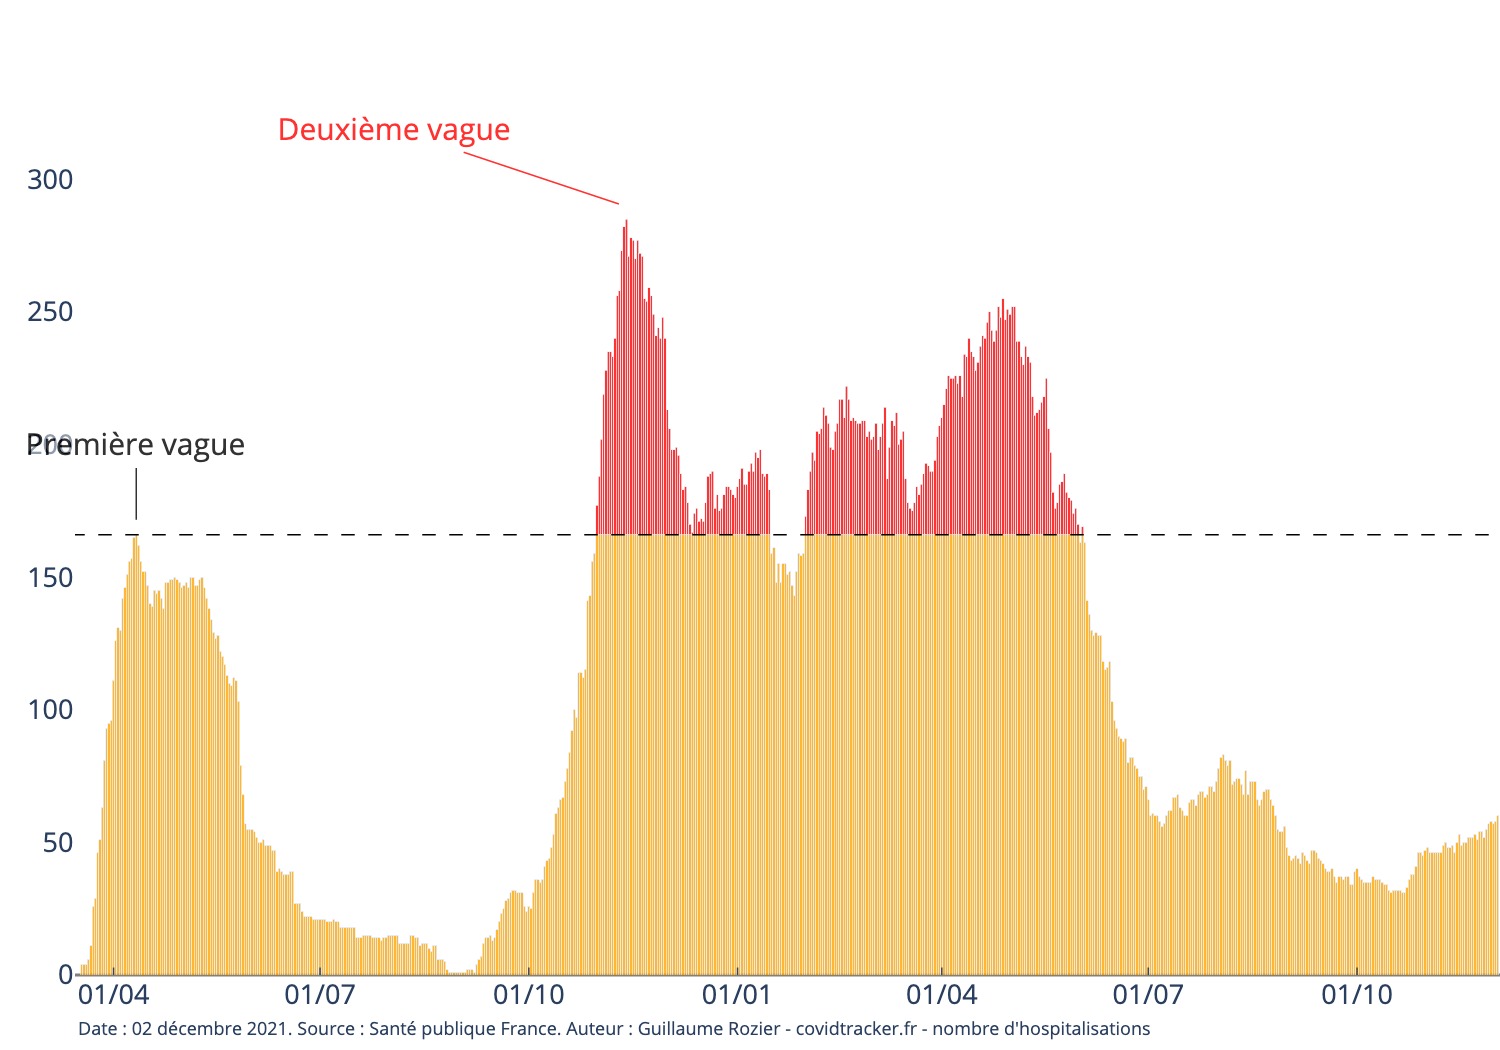 Deuxième vague
300
250
200
Première vague
150
100
50
0
01/04 01/07 01/10 01/01 01/04 01/07 01/10
Date : 02 décembre 2021. Source : Santé publique France. Auteur : Guillaume Rozier - covidtracker.fr - nombre d'hospitalisations